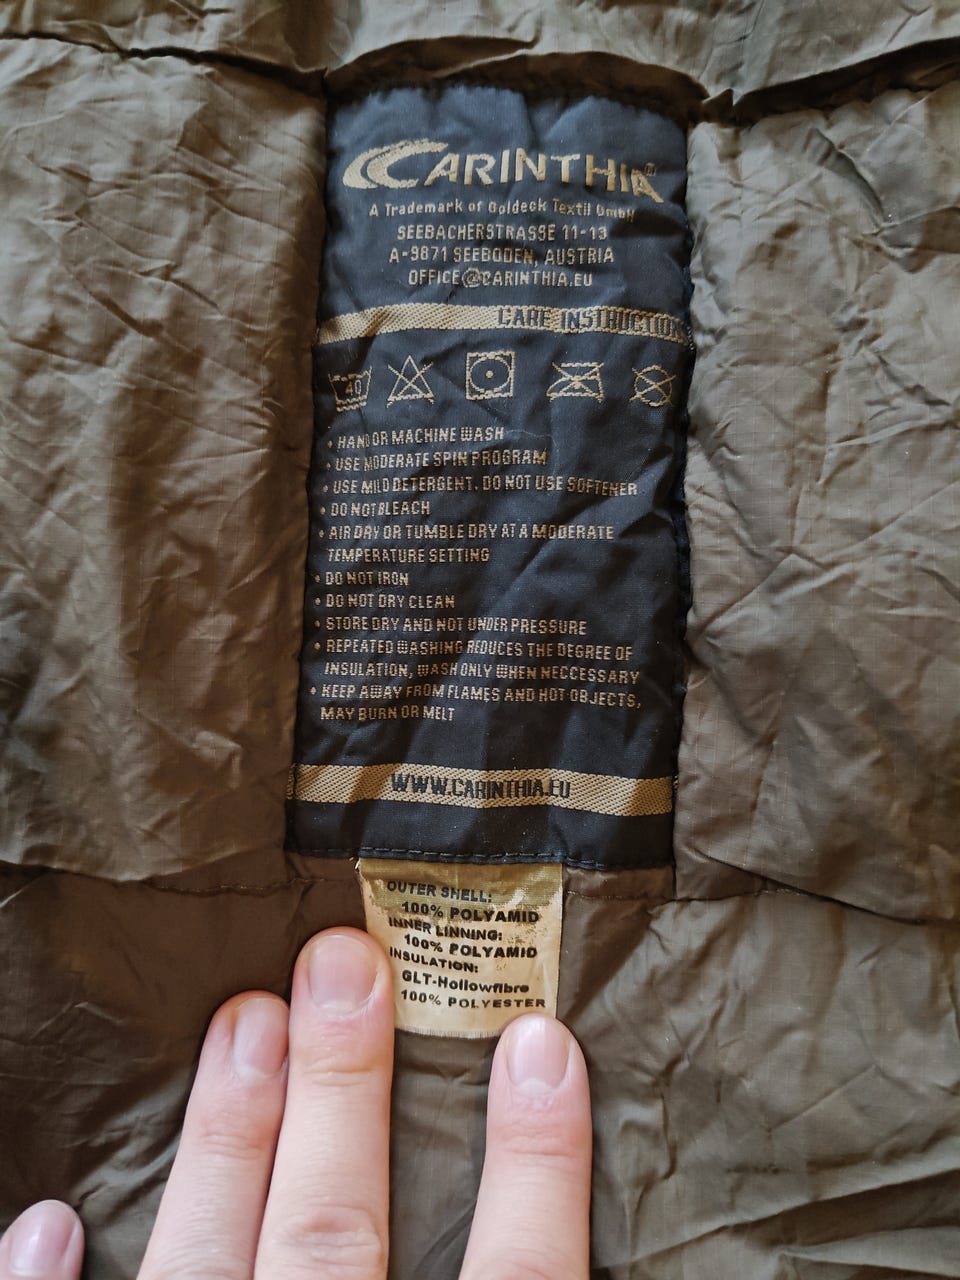 CARINTHIA®
A Trademark of Goldeck Textil GmbH
SEEBACHERSTRASSE 11-13
A-9871 SEEBODEN, AUSTRIA
OFFICE@CARINTHIA.EU
CARE INSTRUCTION
40
• HAND OR MACHINE WASH
• USE MODERATE SPIN PROGRAM
• USE MILD DETERGENT. DO NOT USE SOFTENER
• DO NOT BLEACH
• AIR DRY OR TUMBLE DRY AT A MODERATE
TEMPERATURE SETTING
• DO NOT IRON
• DO NOT DRY CLEAN
• STORE DRY AND NOT UNDER PRESSURE
• REPEATED WASHING REDUCES THE DEGREE OF
INSULATION, WASH ONLY WHEN NECCESSARY
• KEEP AWAY FROM FLAMES AND HOT OBJECTS,
MAY BURN OR MELT
WWW.CARINTHIA.EU
OUTER SHELL:
100% POLYAMID
INNER LINNING:
100% POLYAMID
INSULATION:
GLT-Hollowfibre
100% POLYESTER